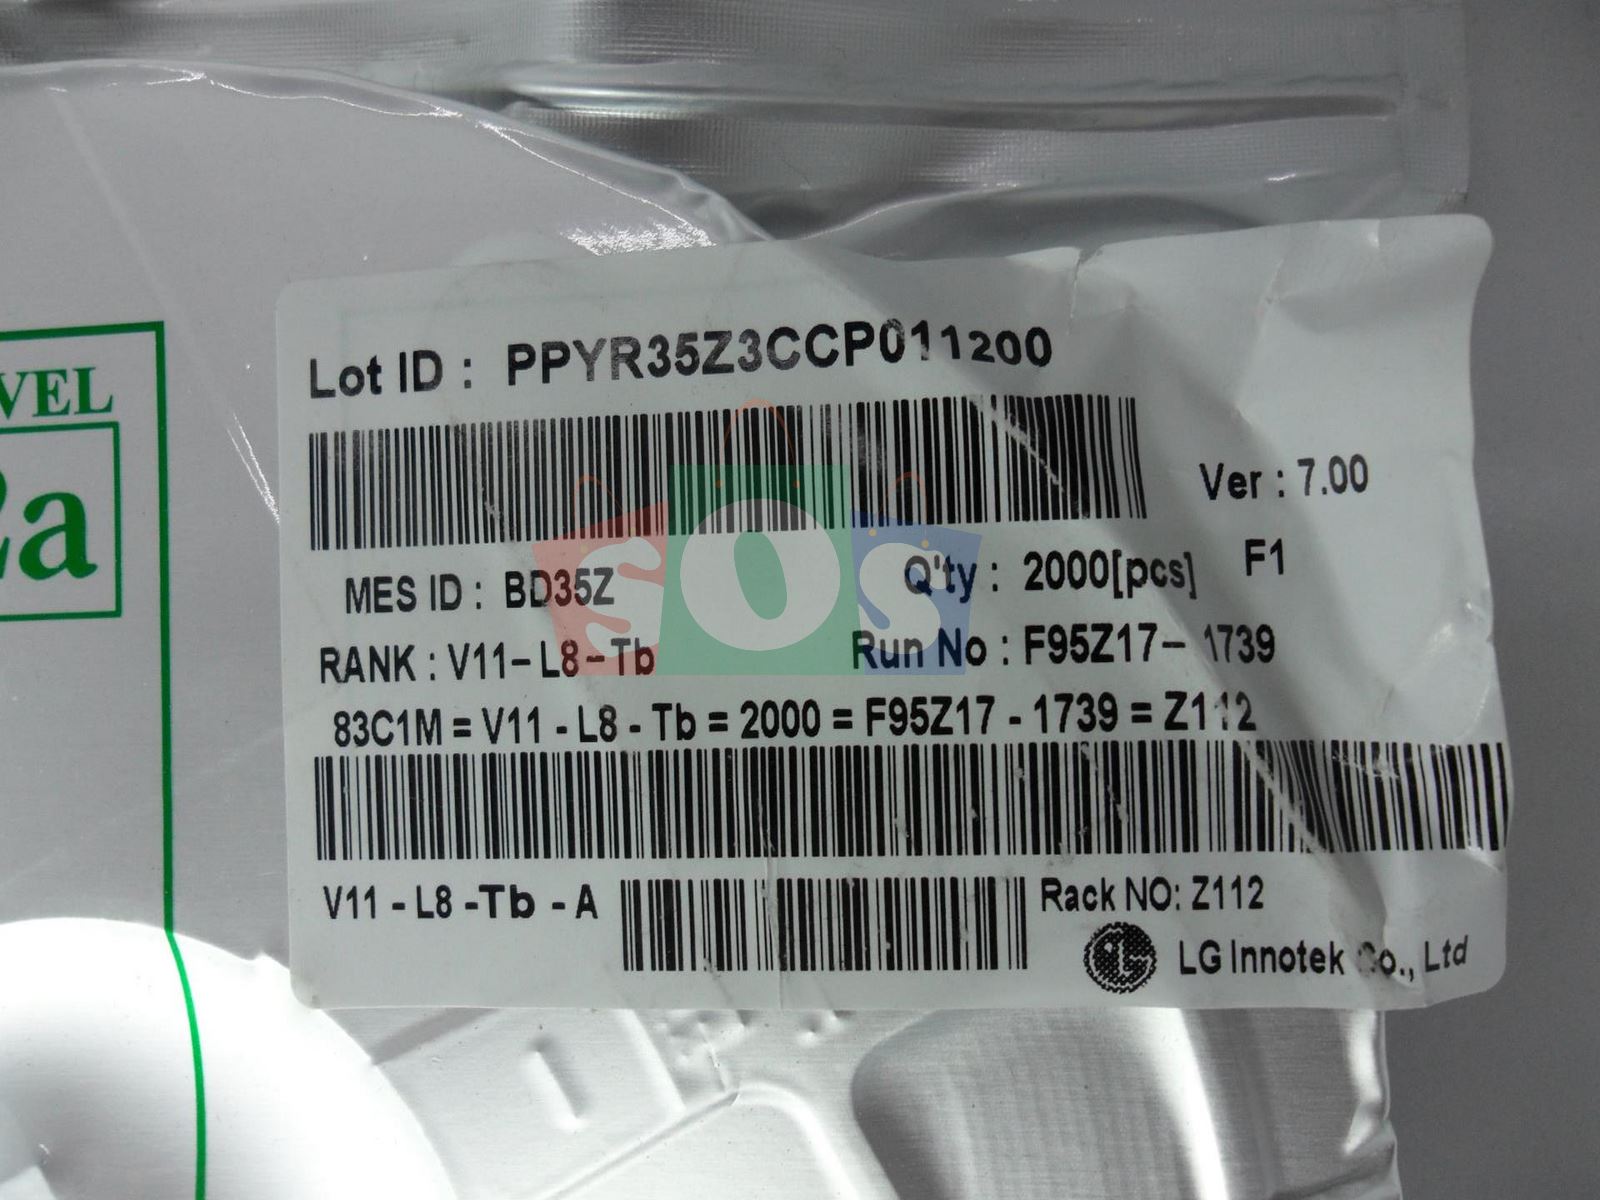 VEL
2a
Lot ID : PPYR35Z3CCP011200
Ver : 7.00
MES ID : BD35Z
Q'ty : 2000[pcs] F1
RANK : V11-L8-Tb
Run No : F95Z17-1739
83C1M = V11 - L8 - Tb = 2000 = F95Z17 - 1739 = Z112
V11 - L8 -Tb - A
Rack NO: Z112
LG Innotek Co., Ltd
SOS